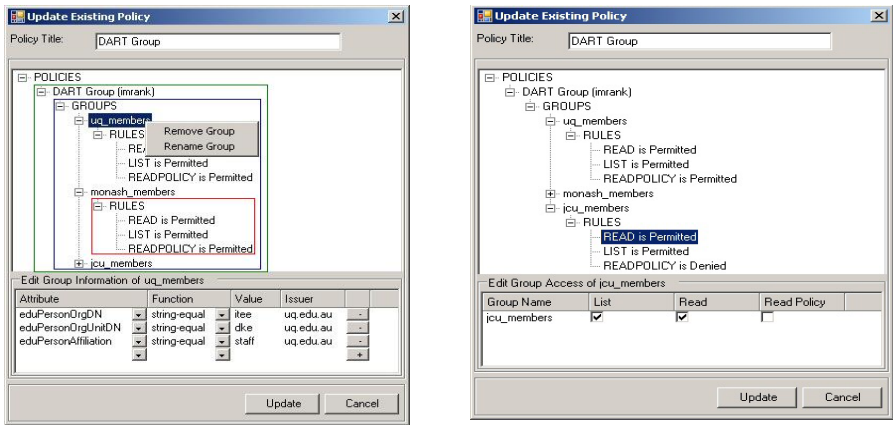 Update Existing Policy
Policy Title:
DART Group
POLICIES
DART Group (imrank)
GROUPS
uq_members
Remove Group
Rename Group
RULES
REA
LIST is Permitted
READPOLICY is Permitted
monash_members
RULES
READ is Permitted
LIST is Permitted
READPOLICY is Permitted
jcu_members
Edit Group Information of uq_members
Attribute Function Value Issuer
eduPersonOrgDN string-equal itee uq.edu.au -
eduPersonOrgUnitDN string-equal dke uq.edu.au -
eduPersonAffiliation string-equal staff uq.edu.au -
+
Update Cancel
Update Existing Policy
Policy Title:
DART Group
POLICIES
DART Group (imrank)
GROUPS
uq_members
RULES
READ is Permitted
LIST is Permitted
READPOLICY is Permitted
monash_members
jcu_members
RULES
READ is Permitted
LIST is Permitted
READPOLICY is Denied
Edit Group Access of jcu_members
Group Name List Read Read Policy
jcu_members
Update Cancel